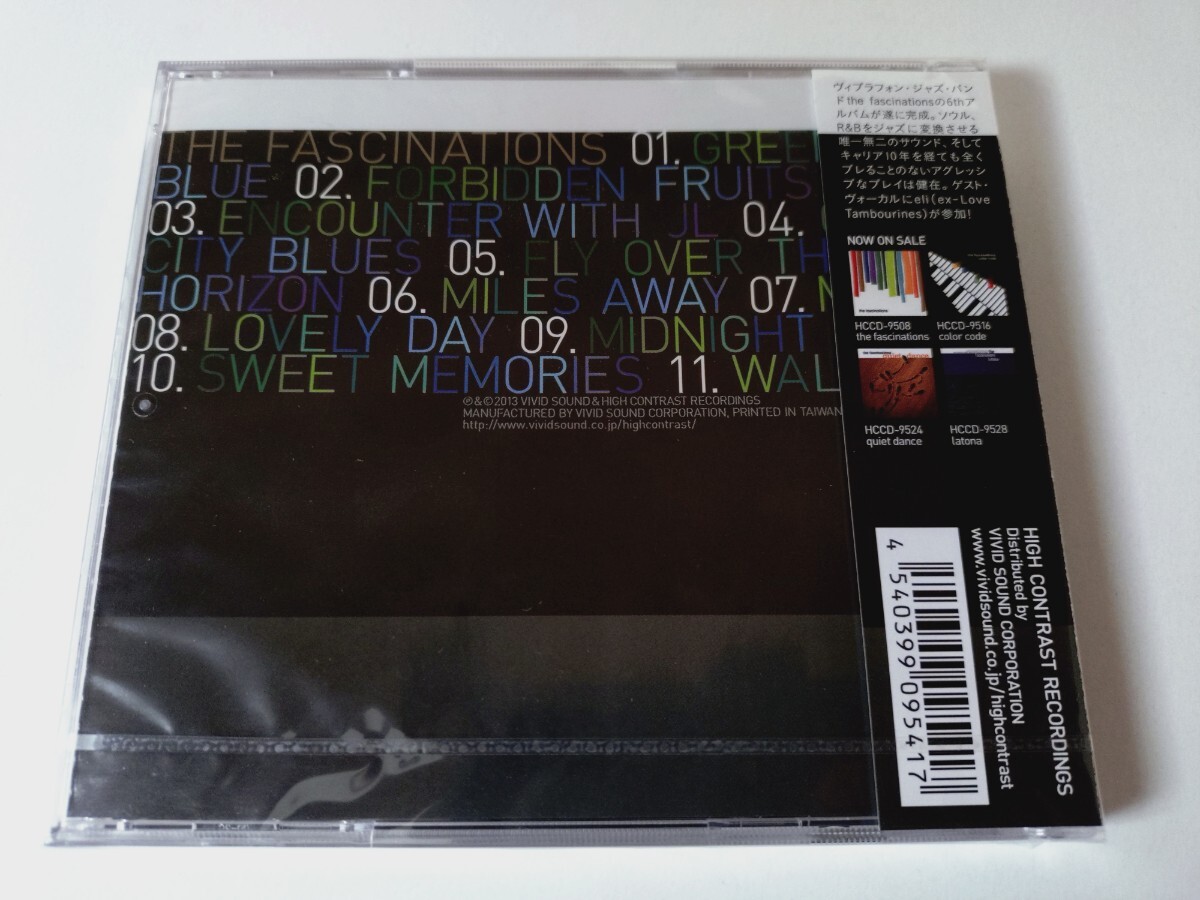 THE FASCINATIONS 01. GREE
BLUE 02. FORBIDDEN FRUITS
03. ENCOUNTER WITH JL 04.
CITY BLUES 05. FLY OVER TH
HORIZON 06. MILES AWAY 07.
08. LOVELY DAY 09. MIDNIGHT
10. SWEET MEMORIES 11. WAL
℗&©2013 VIVID SOUND&HIGH CONTRAST RECORDINGS
MANUFACTURED BY VIVID SOUND CORPORATION, PRINTED IN TAIWAN
http://www.vividsound.co.jp/highcontrast/
ヴィブラフォン・ジャズ・バン
ドthe fascinationsの6thア
ルバムが遂に完成。ソウル、
R&Bをジャズに変換させる
唯一無二のサウンド、そして
キャリア10年を経ても全く
ブレることのないアグレッシ
ブなプレイは健在。ゲスト・
ヴォーカルにeli(ex-Love
Tambourines)が参加!
NOW ON SALE
HCCD-9508
the fascinations
HCCD-9516
color code
HCCD-9524
quiet dance
HCCD-9528
latona
HIGH CONTRAST RECORDINGS
Distributed by
VIVID SOUND CORPORATION
www.vividsound.co.jp/highcontrast
4 540399 095417